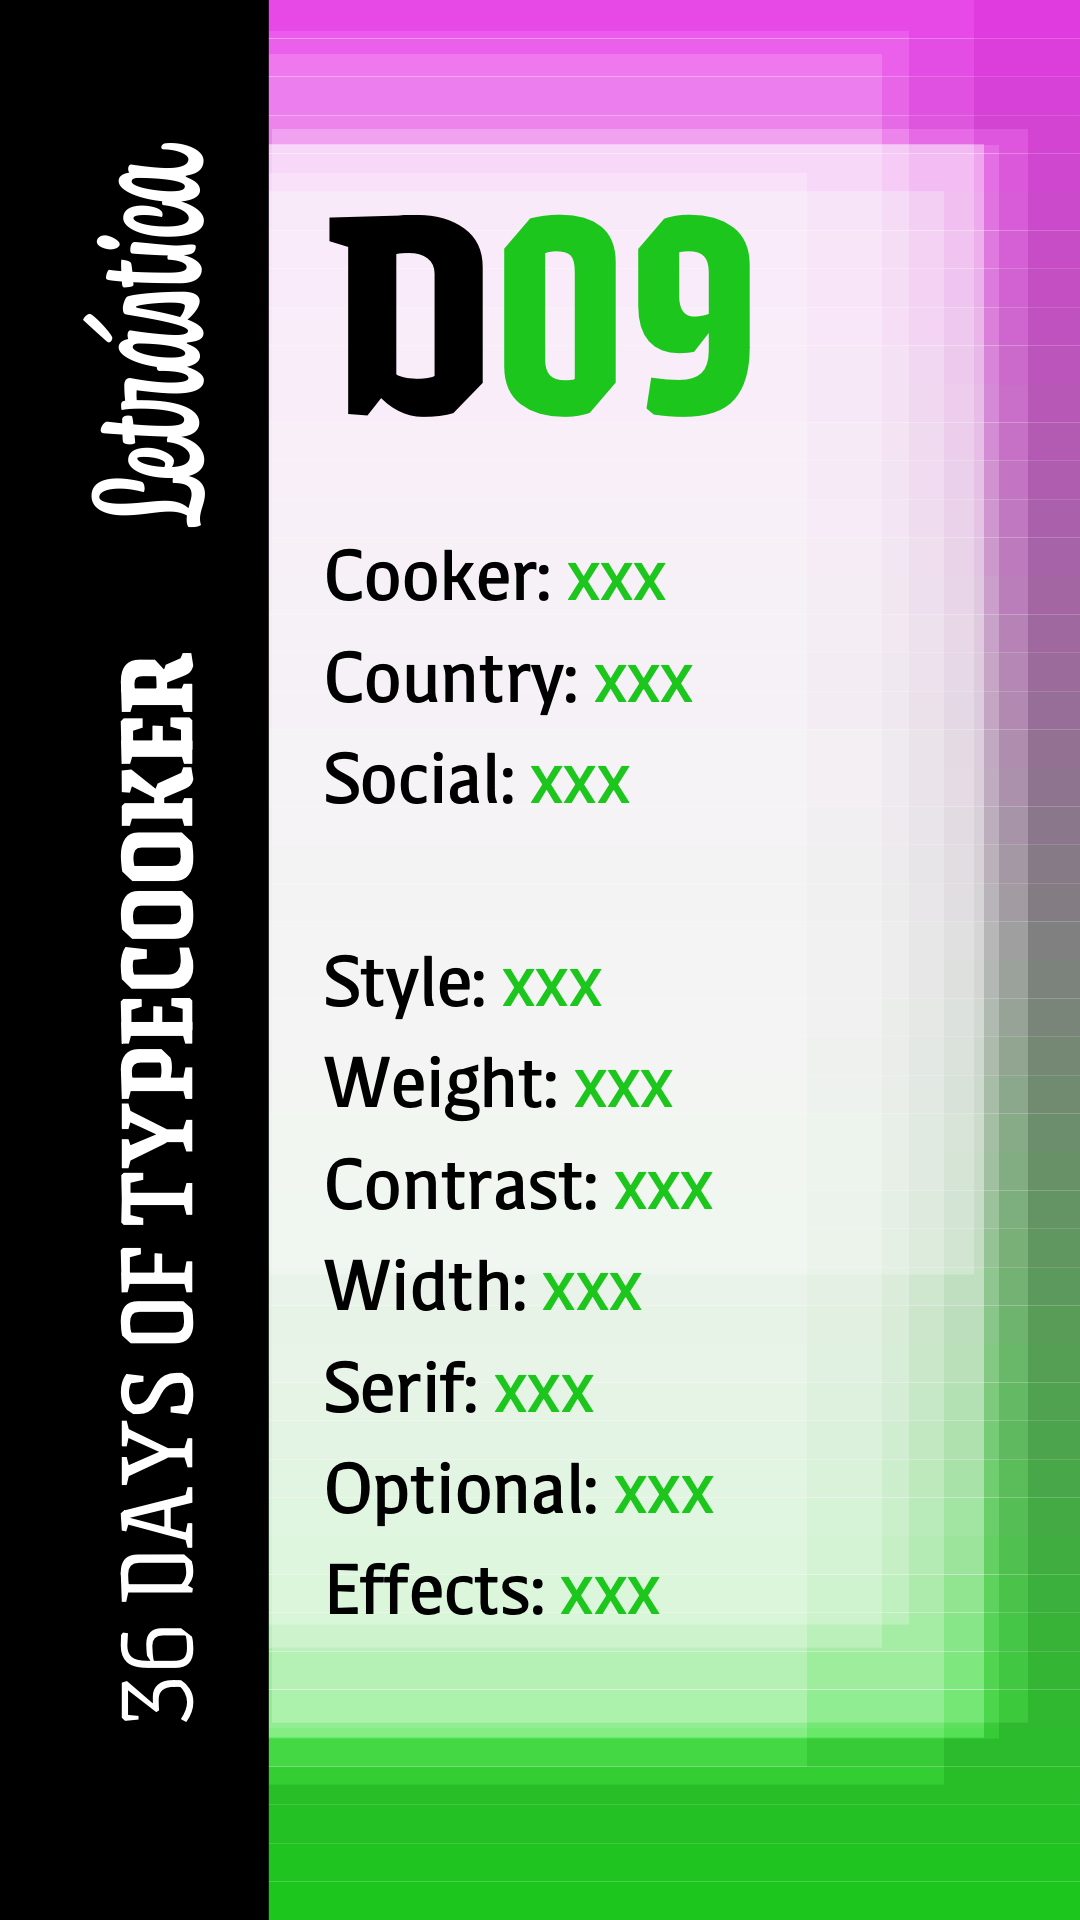 Letrástica
36 DAYS OF TYPECOOKER
D09
Cooker: xxx
Country: xxx
Social: xxx
Style: xxx
Weight: xxx
Contrast: xxx
Width: xxx
Serif: xxx
Optional: xxx
Effects: xxx